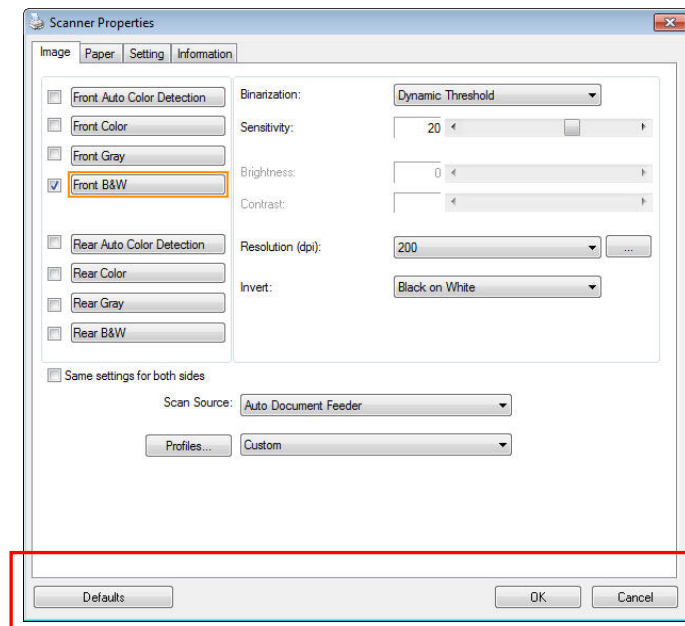 Scanner Properties
Image Paper Setting Information
Front Auto Color Detection
Front Color
Front Gray
Front B&W
Rear Auto Color Detection
Rear Color
Rear Gray
Rear B&W
Binarization: Dynamic Threshold
Sensitivity: 20
Brightness: 0
Contrast:
Resolution (dpi): 200 ...
Invert: Black on White
Same settings for both sides
Scan Source: Auto Document Feeder
Profiles... Custom
Defaults OK Cancel